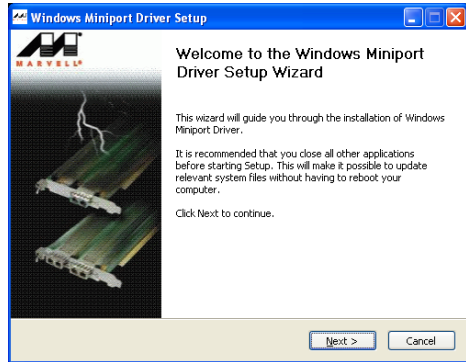 Windows Miniport Driver Setup
MARVELL®
Welcome to the Windows Miniport
Driver Setup Wizard
This wizard will guide you through the installation of Windows
Miniport Driver.
It is recommended that you close all other applications
before starting Setup. This will make it possible to update
relevant system files without having to reboot your
computer.
Click Next to continue.
Next >
Cancel